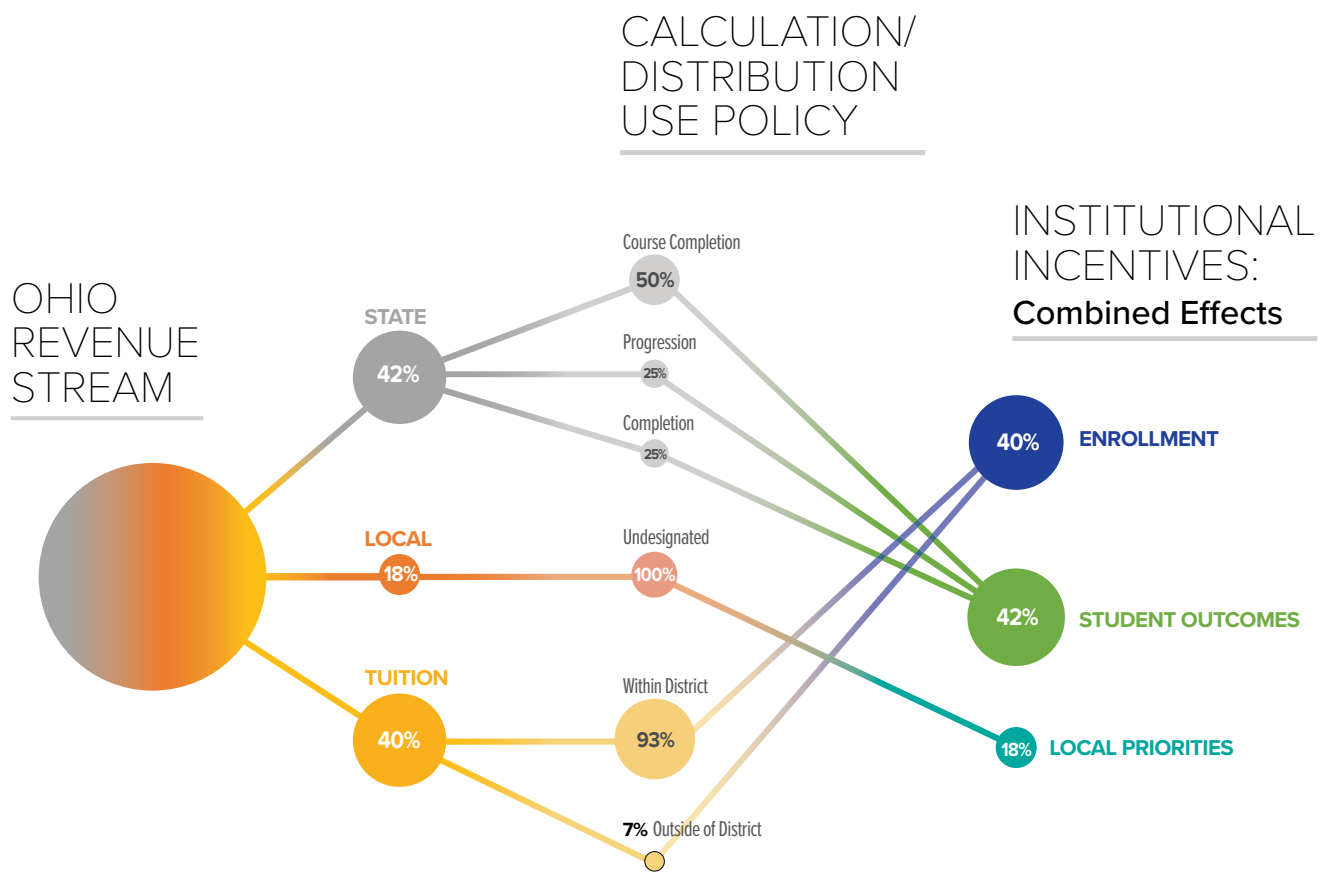 CALCULATION/
DISTRIBUTION
USE POLICY
INSTITUTIONAL
INCENTIVES:
Combined Effects
OHIO
REVENUE
STREAM
STATE
42%
LOCAL
18%
TUITION
40%
Course Completion
50%
Progression
25%
Completion
25%
Undesignated
100%
Within District
93%
7% Outside of District
40% ENROLLMENT
42% STUDENT OUTCOMES
18% LOCAL PRIORITIES